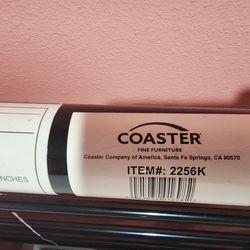 COASTER
FINE FURNITURE
Coaster Company of America, Santa Fe Springs, CA 90670
ITEM#: 2256K
INCHES